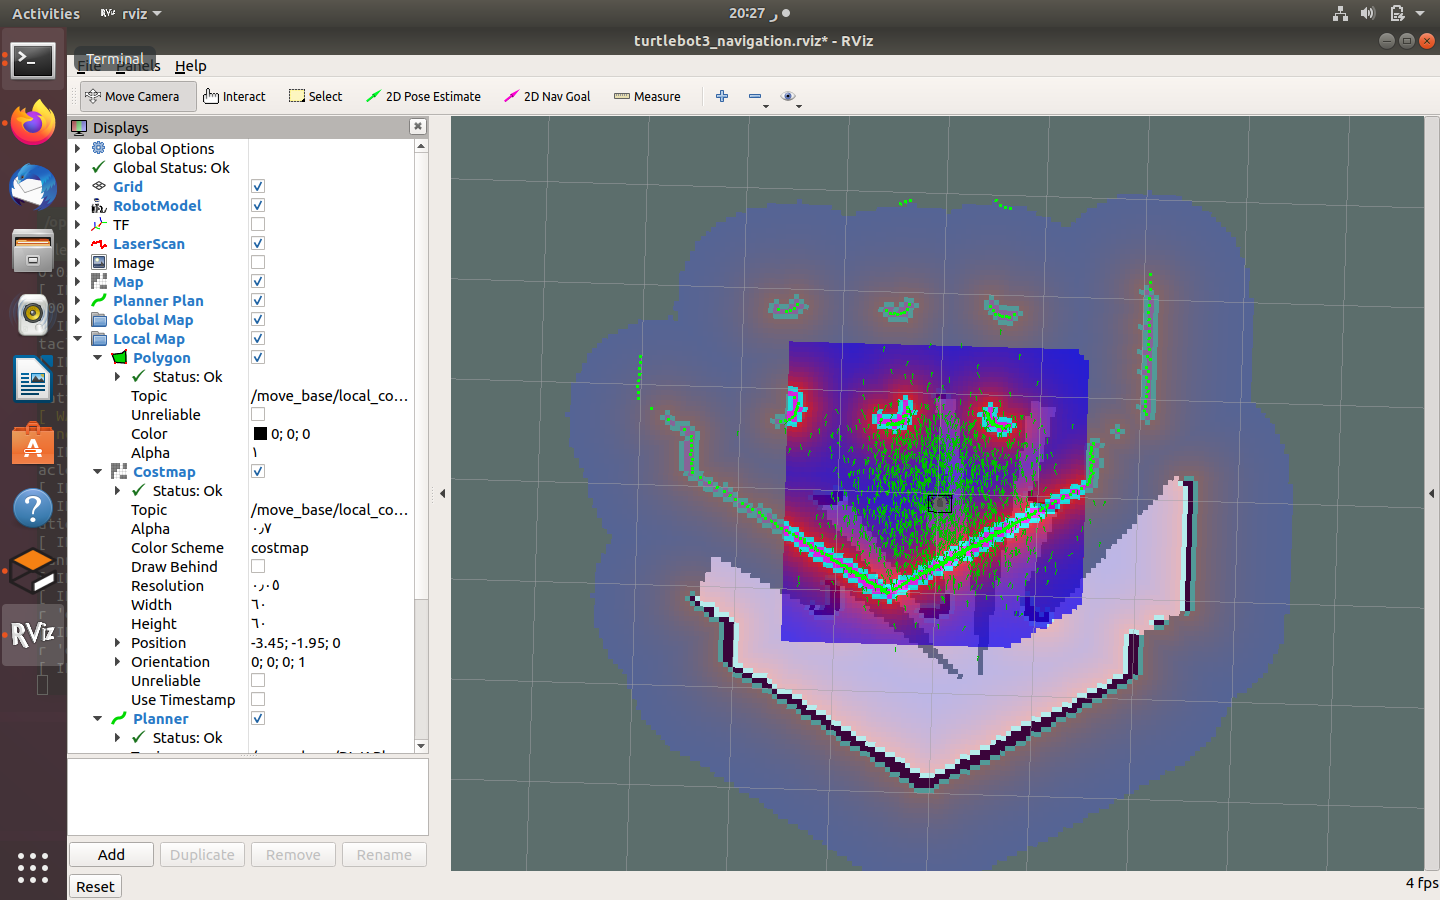 Activities
rviz
20:27 ر
turtlebot3_navigation.rviz* - RViz
Terminal
File Panels Help
Move Camera Interact Select 2D Pose Estimate 2D Nav Goal Measure
Displays
Global Options
Global Status: Ok
Grid
RobotModel
TF
LaserScan
Image
Map
Planner Plan
Global Map
Local Map
Polygon
Status: Ok
Topic /move_base/local_co...
Unreliable
Color 0; 0; 0
Alpha ١
Costmap
Status: Ok
Topic /move_base/local_co...
Alpha ٠٫٧
Color Scheme costmap
Draw Behind
Resolution ٠٫٠٥
Width ٦٠
Height ٦٠
Position -3.45; -1.95; 0
Orientation 0; 0; 0; 1
Unreliable
Use Timestamp
Planner
Status: Ok
Add Duplicate Remove Rename
Reset
4 fps
RViz